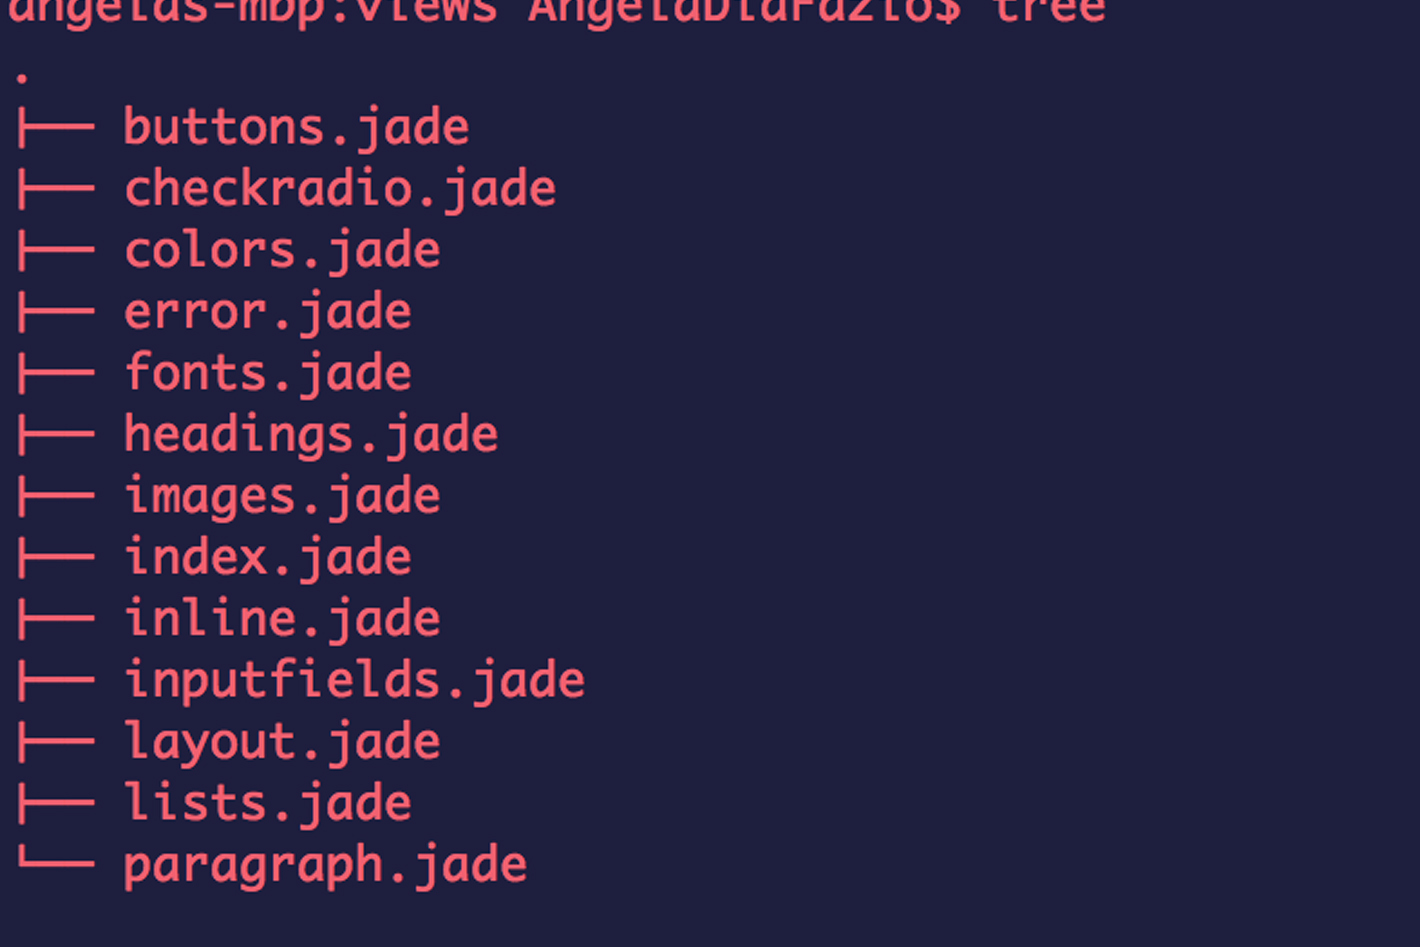 angelas-mbp:views AngelaDiaFazio$ tree
.
├── buttons.jade
├── checkradio.jade
├── colors.jade
├── error.jade
├── fonts.jade
├── headings.jade
├── images.jade
├── index.jade
├── inline.jade
├── inputfields.jade
├── layout.jade
├── lists.jade
└── paragraph.jade